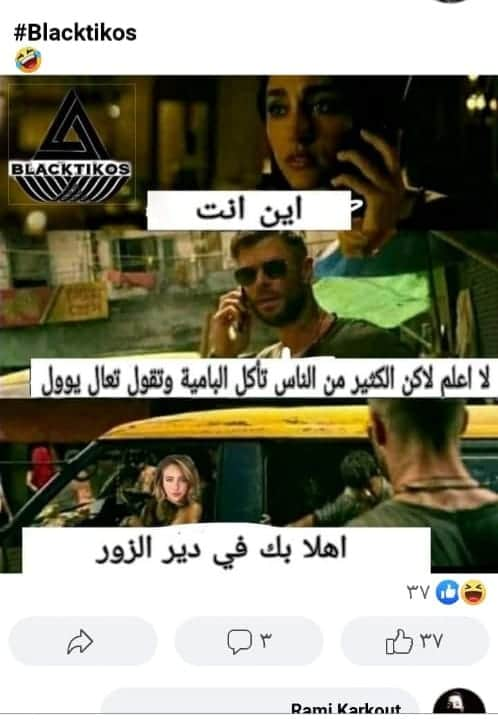 #Blacktikos
🤣
BLACKTIKOS
اين انت
لا اعلم لاكن الكثير من الناس تأكل البامية وتقول تعال يوول
اهلا بك في دير الزور
٣٧
٣
٣٧
Rami Karkout